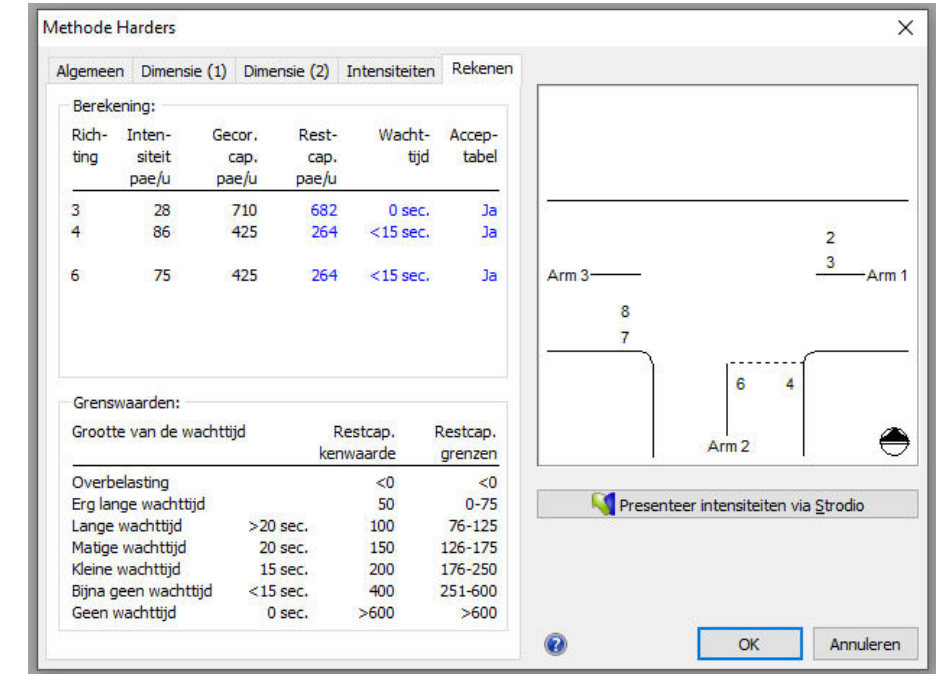 Methode Harders
Algemeen Dimensie (1) Dimensie (2) Intensiteiten Rekenen
Berekening:
Rich- Inten- Gecor. Rest- Wacht- Accep-
ting siteit cap. cap. tijd tabel
pae/u pae/u pae/u
3 28 710 682 0 sec. Ja
4 86 425 264 <15 sec. Ja
6 75 425 264 <15 sec. Ja
Grenswaarden:
Grootte van de wachttijd Restcap. Restcap.
kenwaarde grenzen
Overbelasting <0 <0
Erg lange wachttijd 50 0-75
Lange wachttijd >20 sec. 100 76-125
Matige wachttijd 20 sec. 150 126-175
Kleine wachttijd 15 sec. 200 176-250
Bijna geen wachttijd <15 sec. 400 251-600
Geen wachttijd 0 sec. >600 >600
2
3
Arm 3 Arm 1
8
7
6 4
Arm 2
Presenteer intensiteiten via Strodio
OK Annuleren